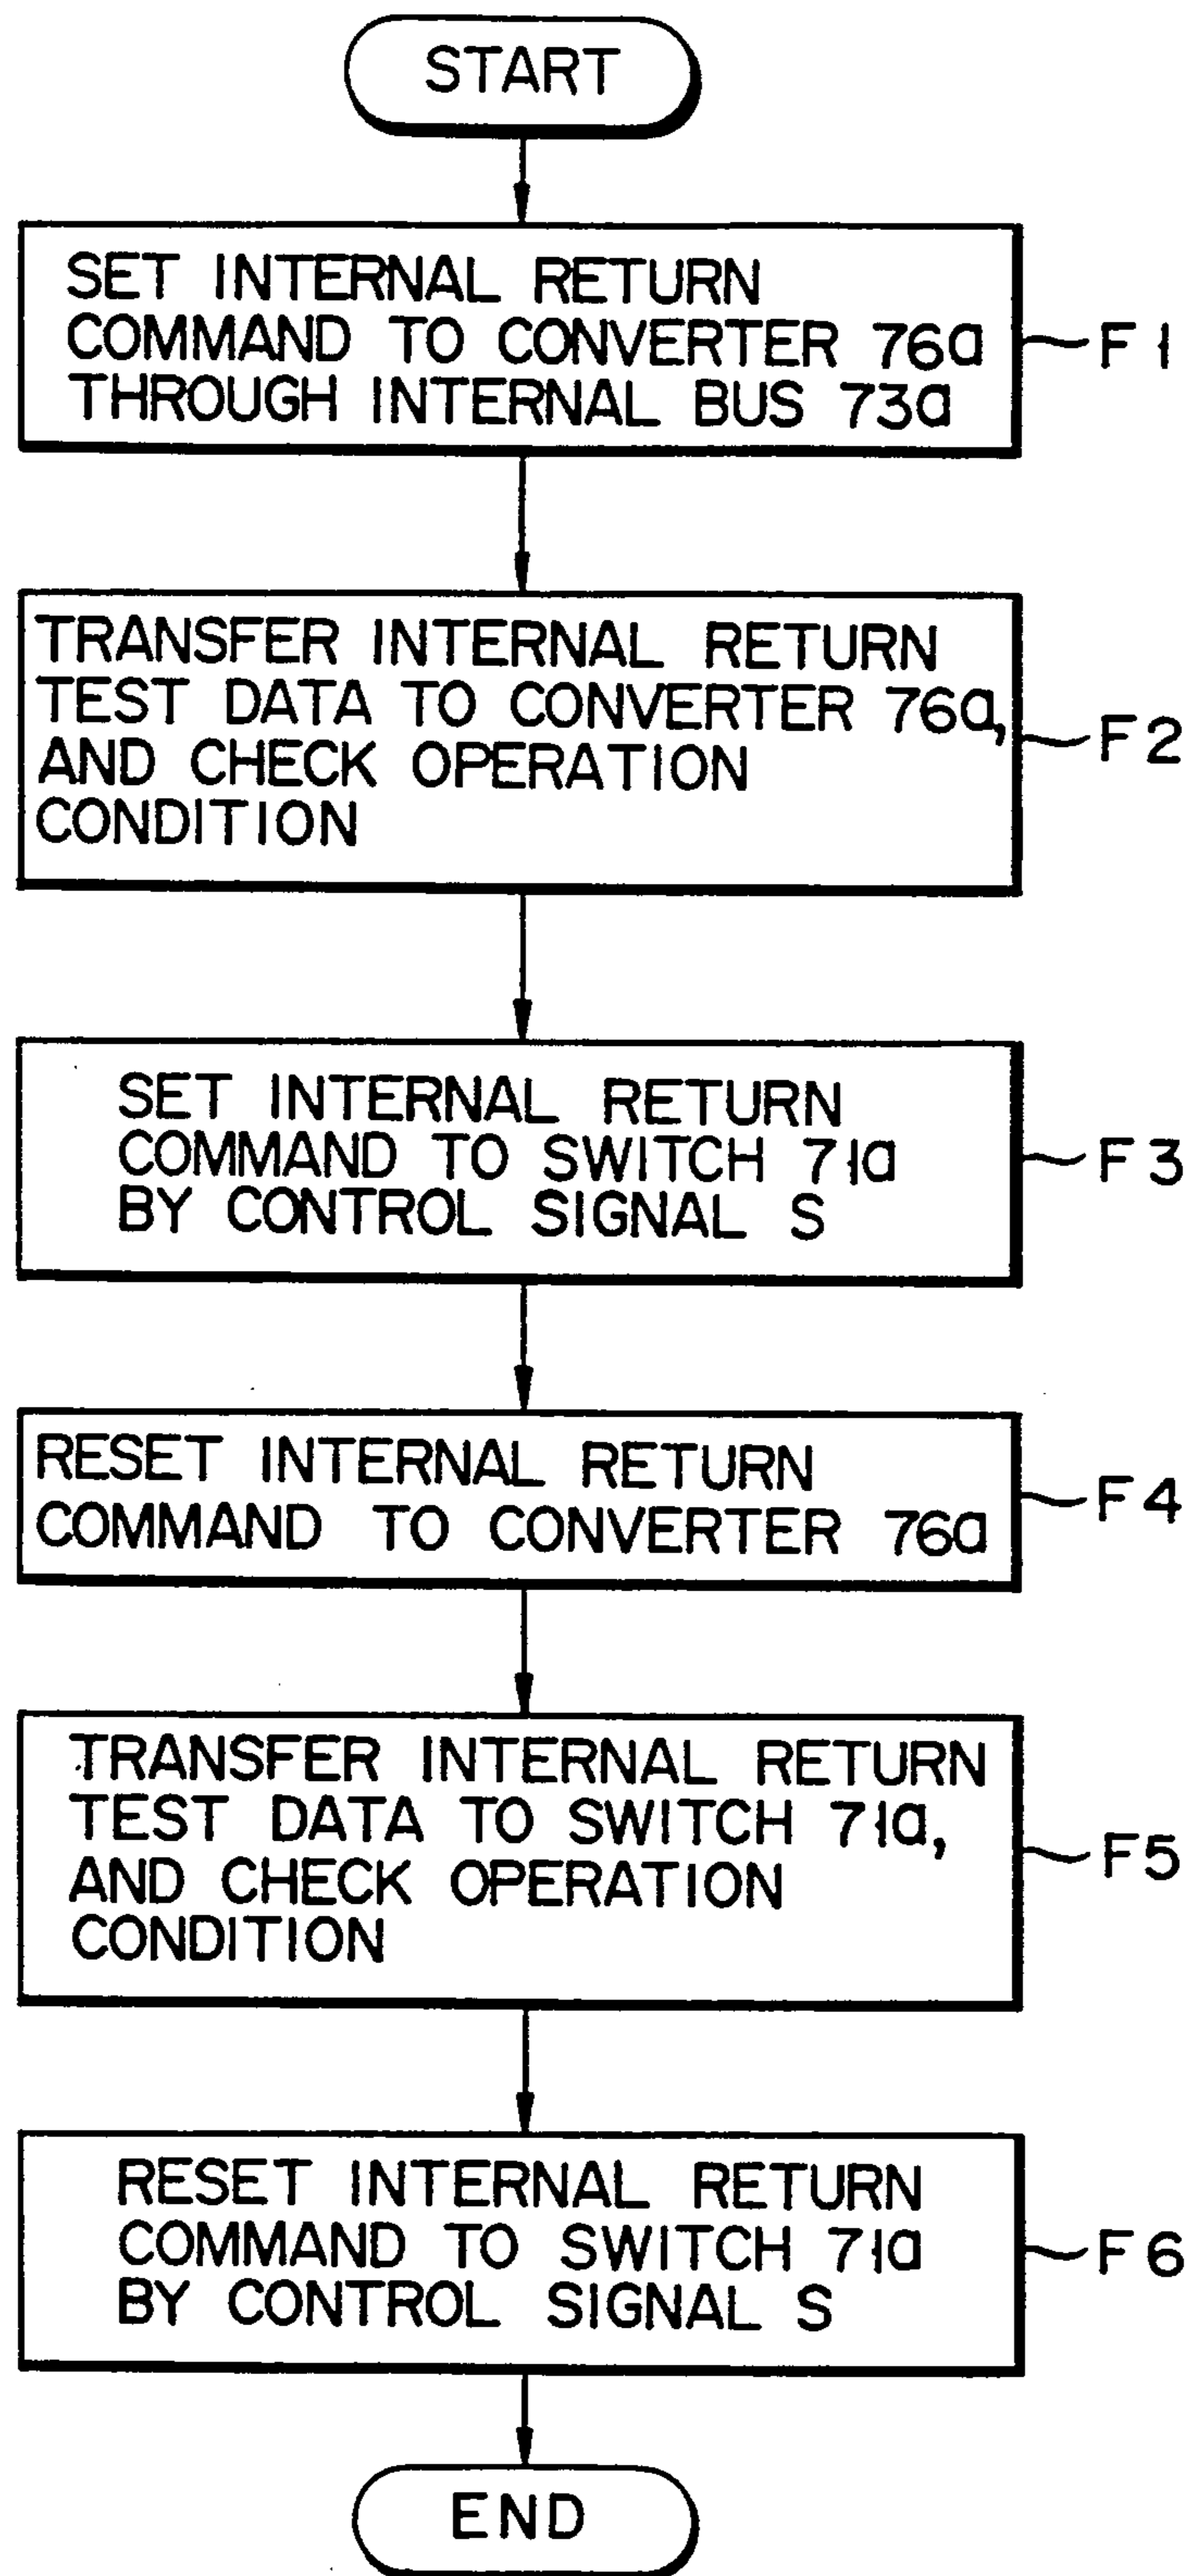 START
SET INTERNAL RETURN
COMMAND TO CONVERTER 76a
THROUGH INTERNAL BUS 73a
F1
TRANSFER INTERNAL RETURN
TEST DATA TO CONVERTER 76a,
AND CHECK OPERATION
CONDITION
F2
SET INTERNAL RETURN
COMMAND TO SWITCH 71a
BY CONTROL SIGNAL S
F3
RESET INTERNAL RETURN
COMMAND TO CONVERTER 76a
F4
TRANSFER INTERNAL RETURN
TEST DATA TO SWITCH 71a,
AND CHECK OPERATION
CONDITION
F5
RESET INTERNAL RETURN
COMMAND TO SWITCH 71a
BY CONTROL SIGNAL S
F6
END